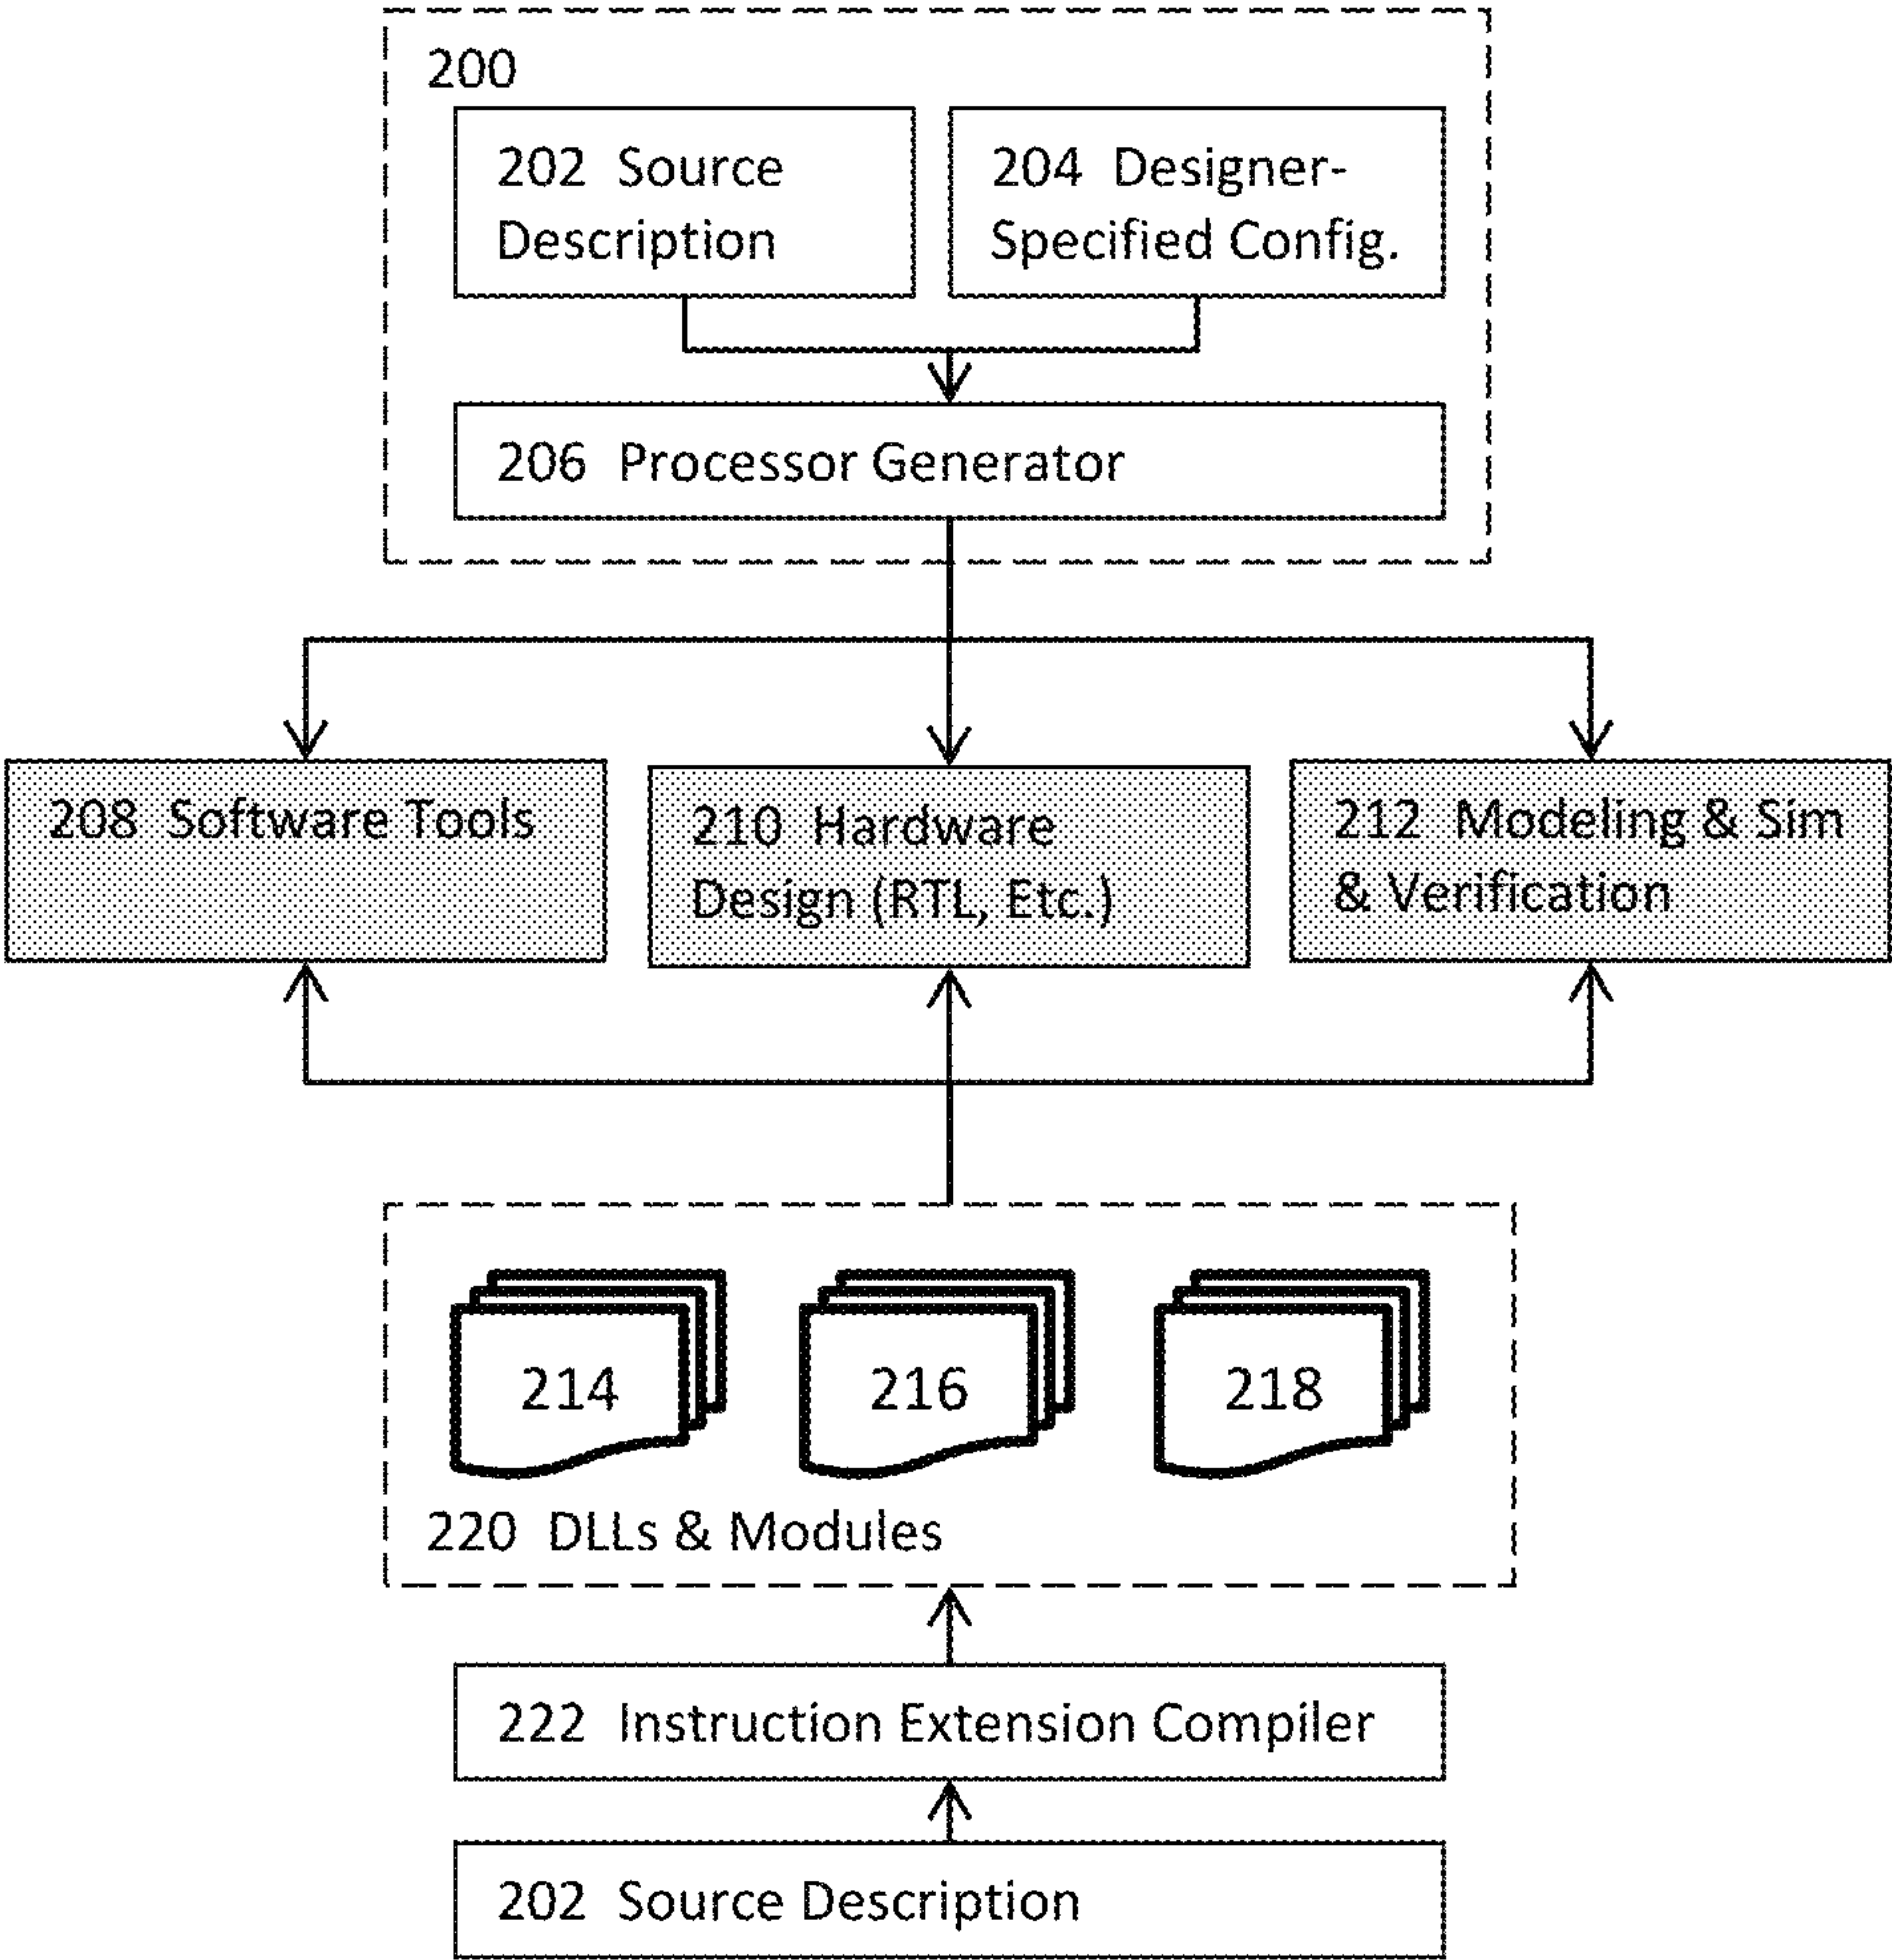 200
202 Source
Description
204 Designer-
Specified Config.
206 Processor Generator
208 Software Tools
210 Hardware
Design (RTL, Etc.)
212 Modeling & Sim
& Verification
214
216
218
220 DLLs & Modules
222 Instruction Extension Compiler
202 Source Description